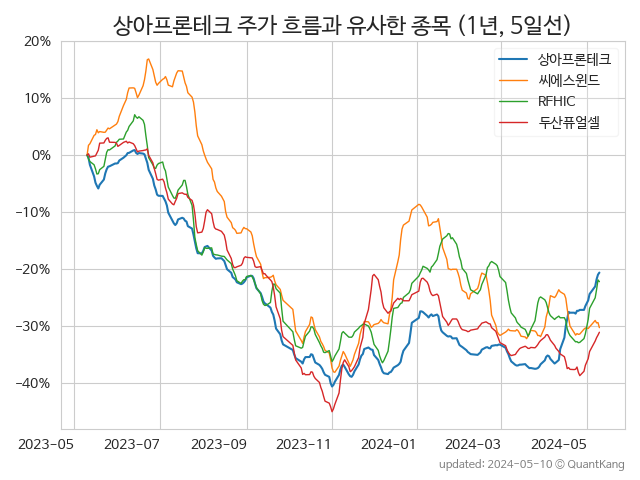 상아프론테크 주가 흐름과 유사한 종목 (1년, 5일선)
20%
10%
0%
−10%
−20%
−30%
−40%
상아프론테크
씨에스윈드
RFHIC
두산퓨얼셀
2023-05
2023-07
2023-09
2023-11
2024-01
2024-03
2024-05
updated: 2024-05-10 © QuantKang